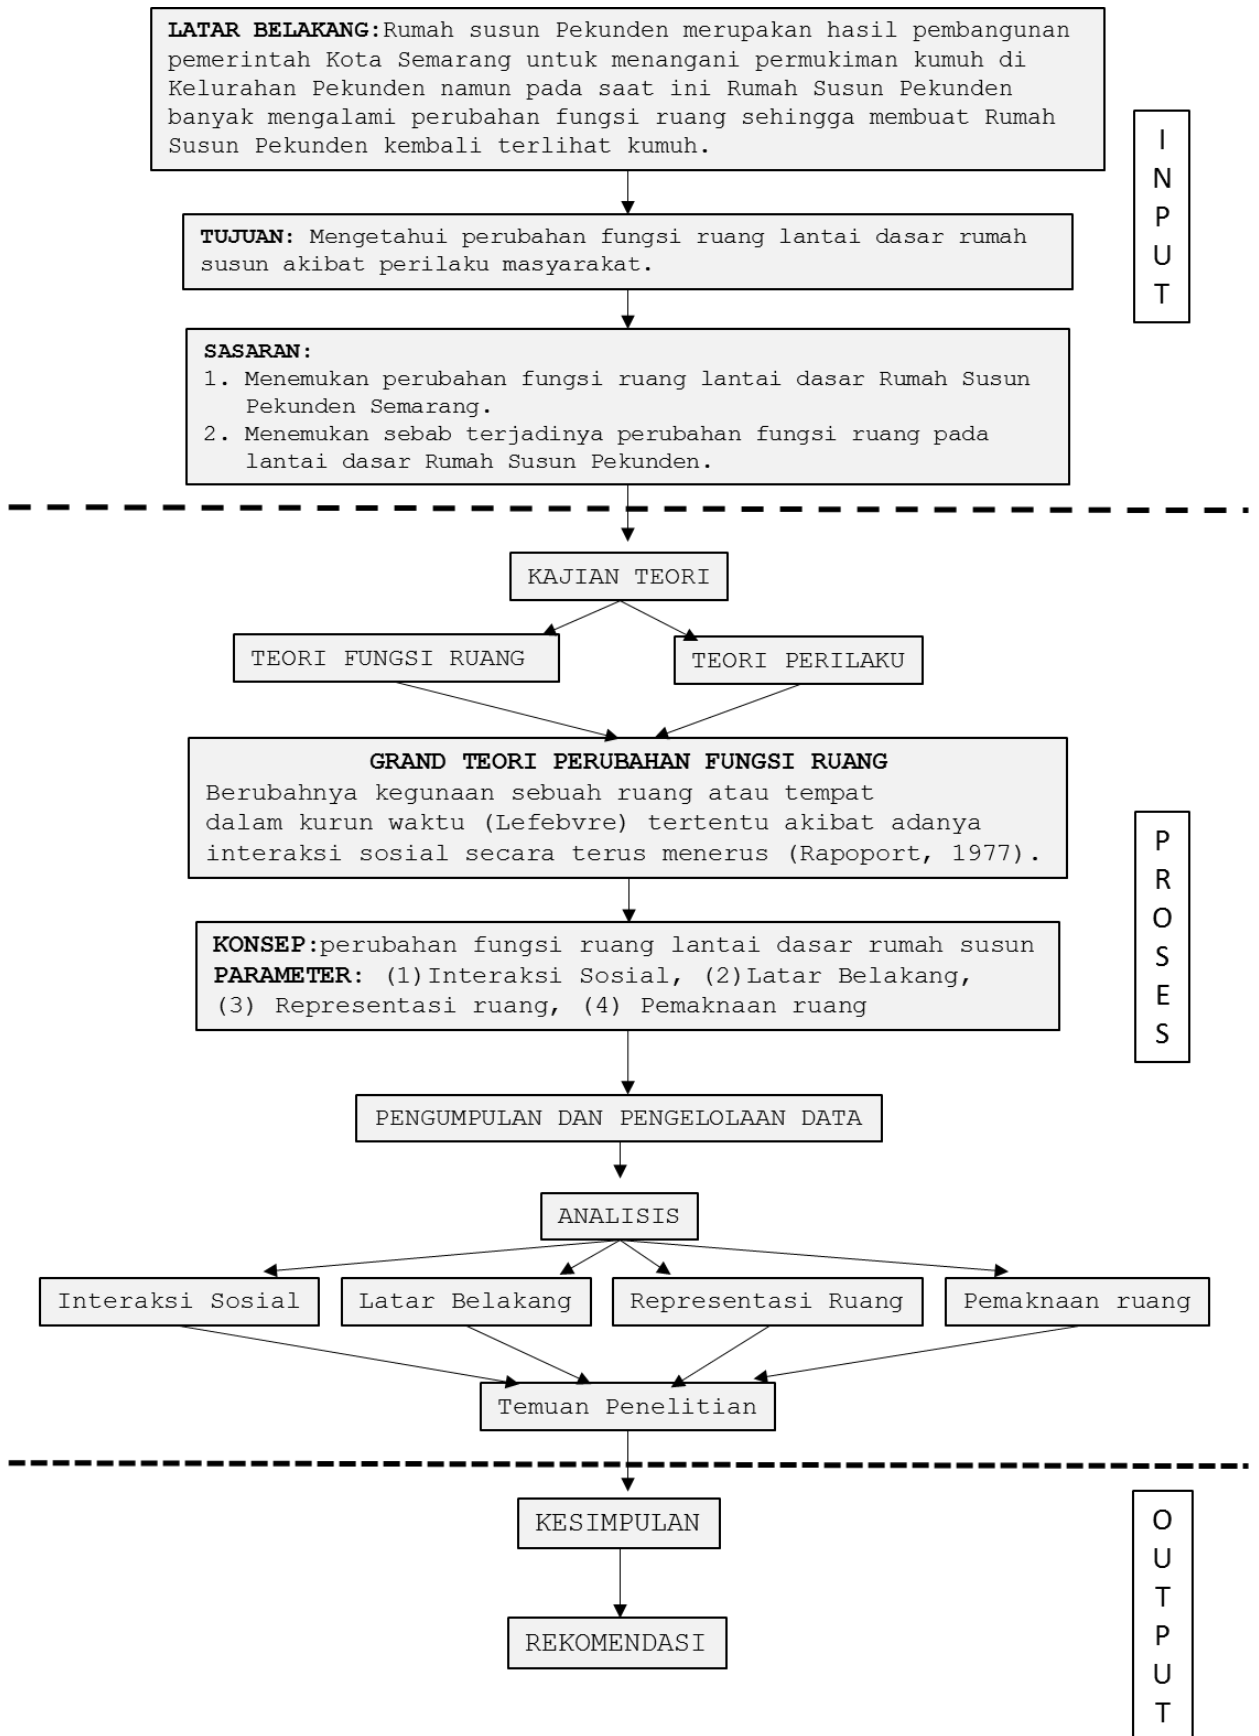 LATAR BELAKANG:Rumah susun Pekunden merupakan hasil pembangunan
pemerintah Kota Semarang untuk menangani permukiman kumuh di
Kelurahan Pekunden namun pada saat ini Rumah Susun Pekunden
banyak mengalami perubahan fungsi ruang sehingga membuat Rumah
Susun Pekunden kembali terlihat kumuh.
INPUT
TUJUAN: Mengetahui perubahan fungsi ruang lantai dasar rumah
susun akibat perilaku masyarakat.
SASARAN:
1. Menemukan perubahan fungsi ruang lantai dasar Rumah Susun
Pekunden Semarang.
2. Menemukan sebab terjadinya perubahan fungsi ruang pada
lantai dasar Rumah Susun Pekunden.
KAJIAN TEORI
TEORI FUNGSI RUANG
TEORI PERILAKU
GRAND TEORI PERUBAHAN FUNGSI RUANG
Berubahnya kegunaan sebuah ruang atau tempat
dalam kurun waktu (Lefebvre) tertentu akibat adanya
interaksi sosial secara terus menerus (Rapoport, 1977).
PROSES
KONSEP:perubahan fungsi ruang lantai dasar rumah susun
PARAMETER: (1)Interaksi Sosial, (2)Latar Belakang,
(3) Representasi ruang, (4) Pemaknaan ruang
PENGUMPULAN DAN PENGELOLAAN DATA
ANALISIS
Interaksi Sosial
Latar Belakang
Representasi Ruang
Pemaknaan ruang
Temuan Penelitian
KESIMPULAN
OUTPUT
REKOMENDASI